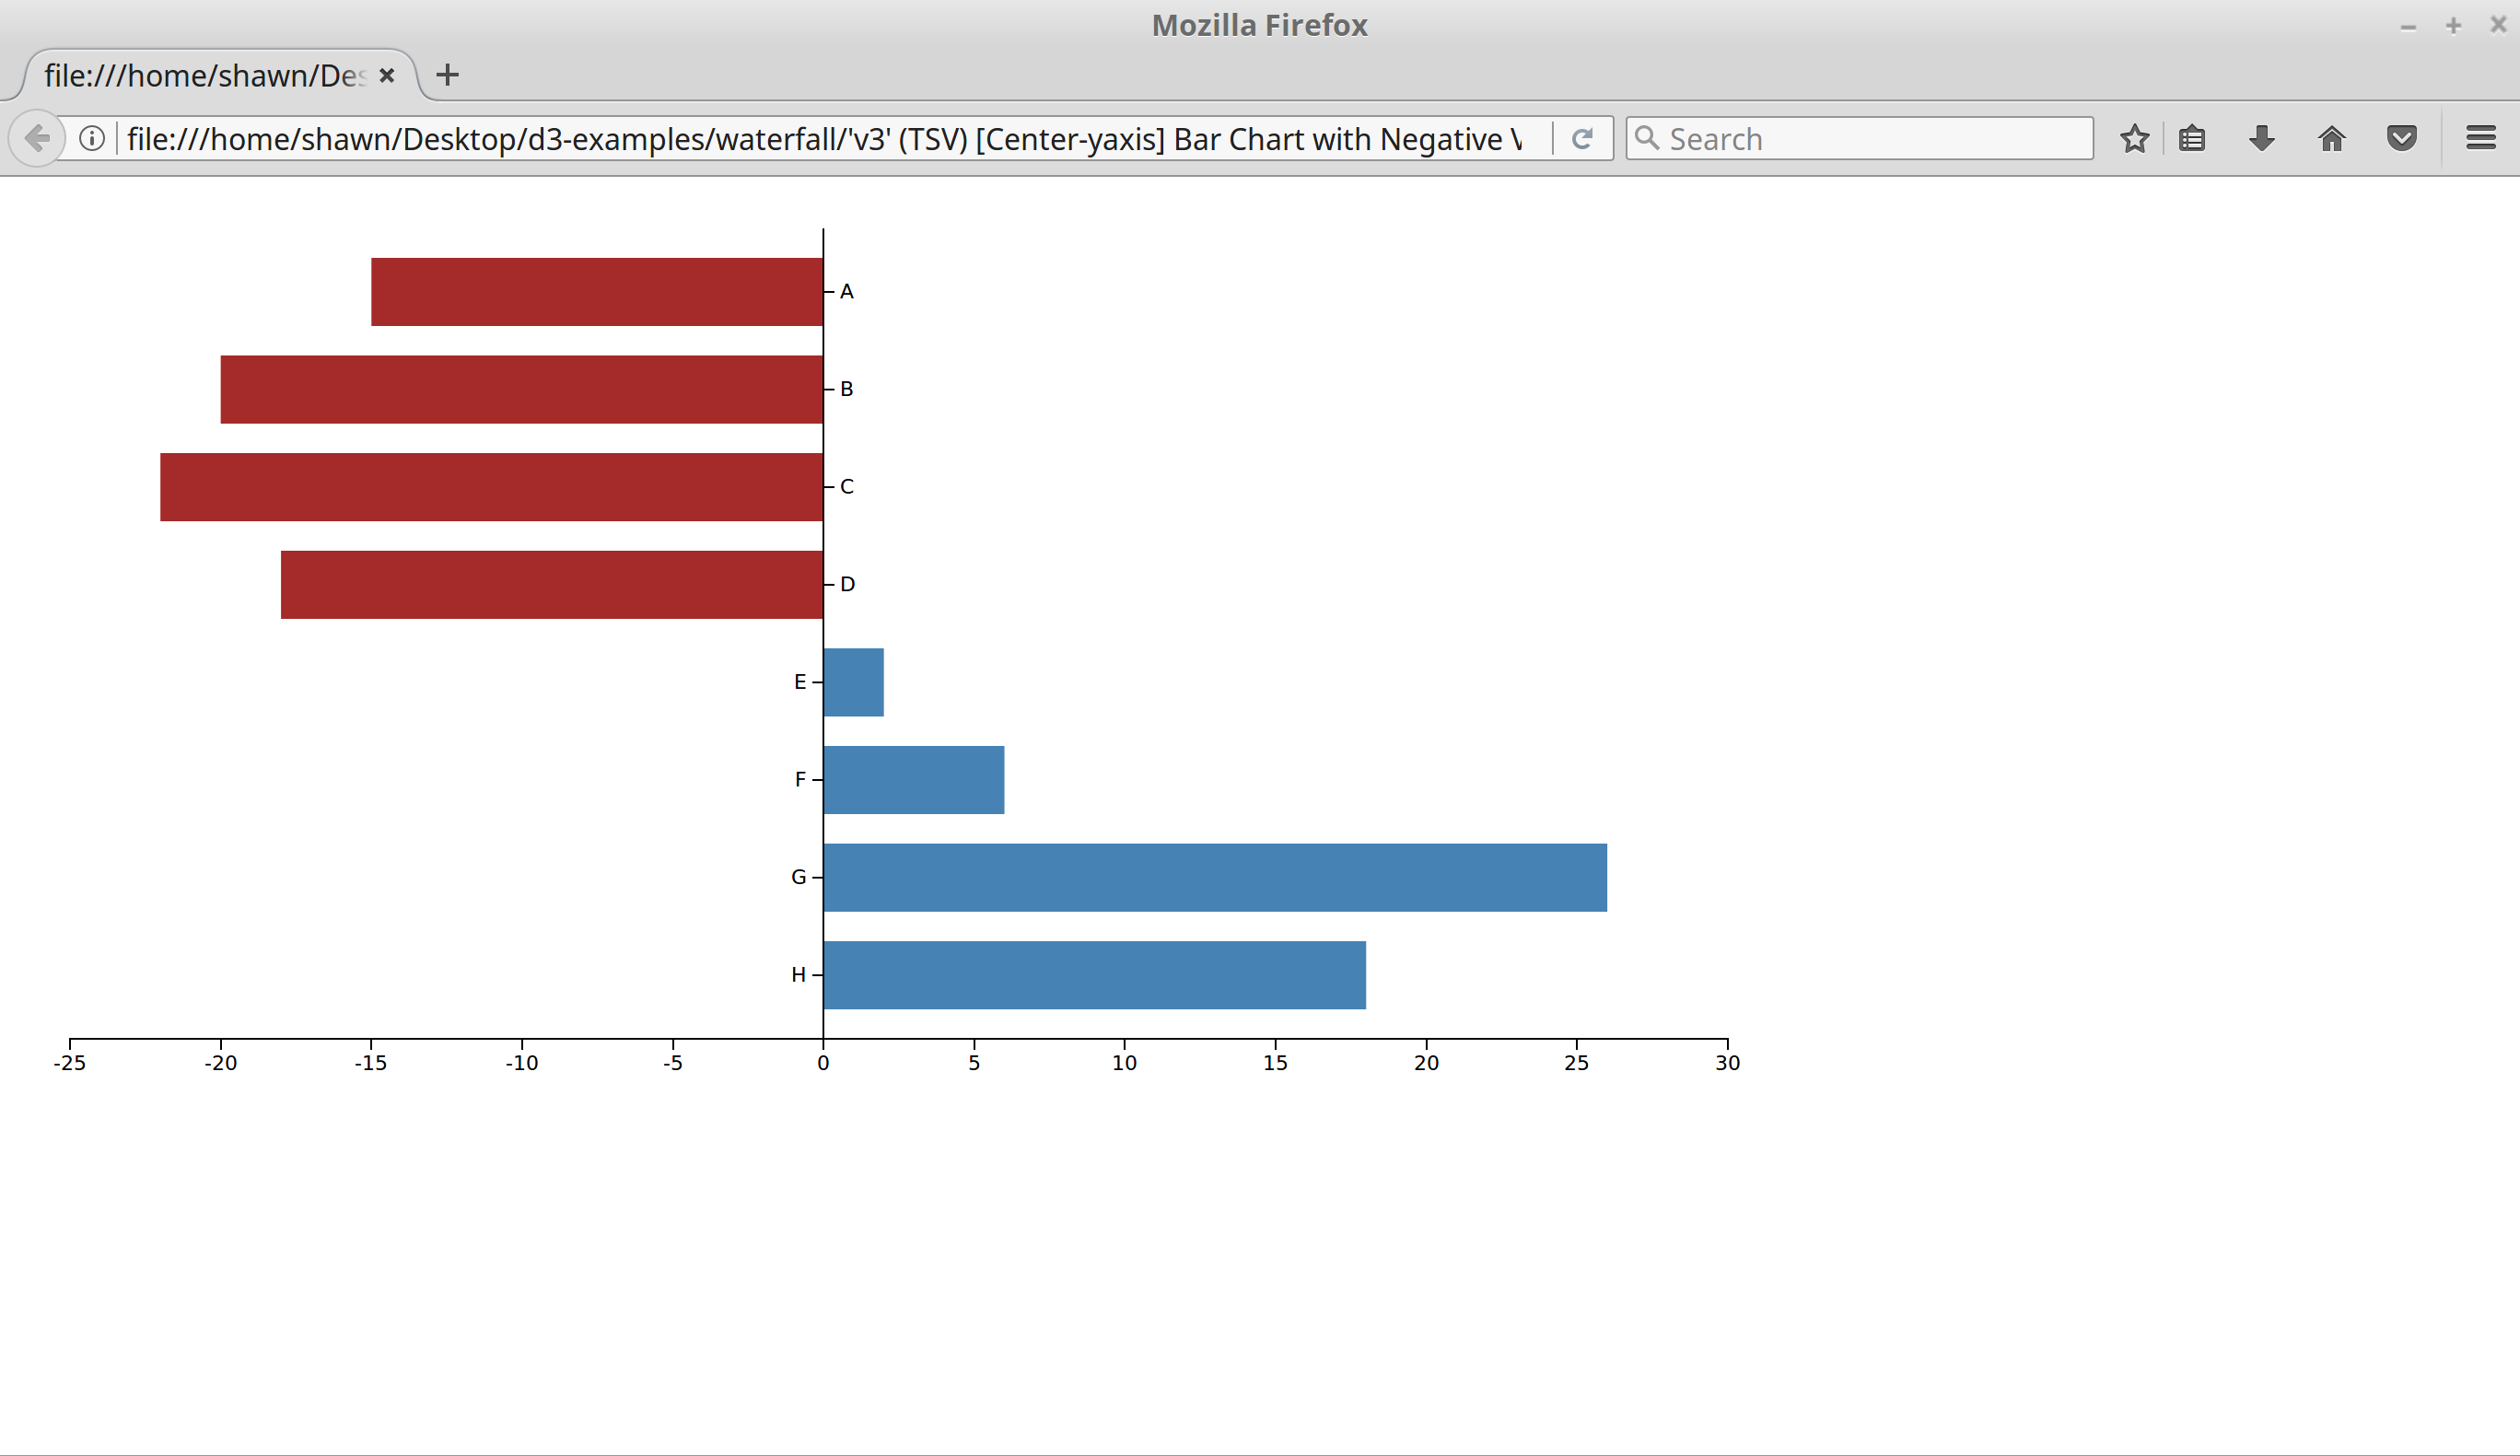 Mozilla Firefox
file:///home/shawn/Des
file:///home/shawn/Desktop/d3-examples/waterfall/'v3' (TSV) [Center-yaxis] Bar Chart with Negative
Search
A
B
C
D
E
F
G
H
-25 -20 -15 -10 -5 0 5 10 15 20 25 30